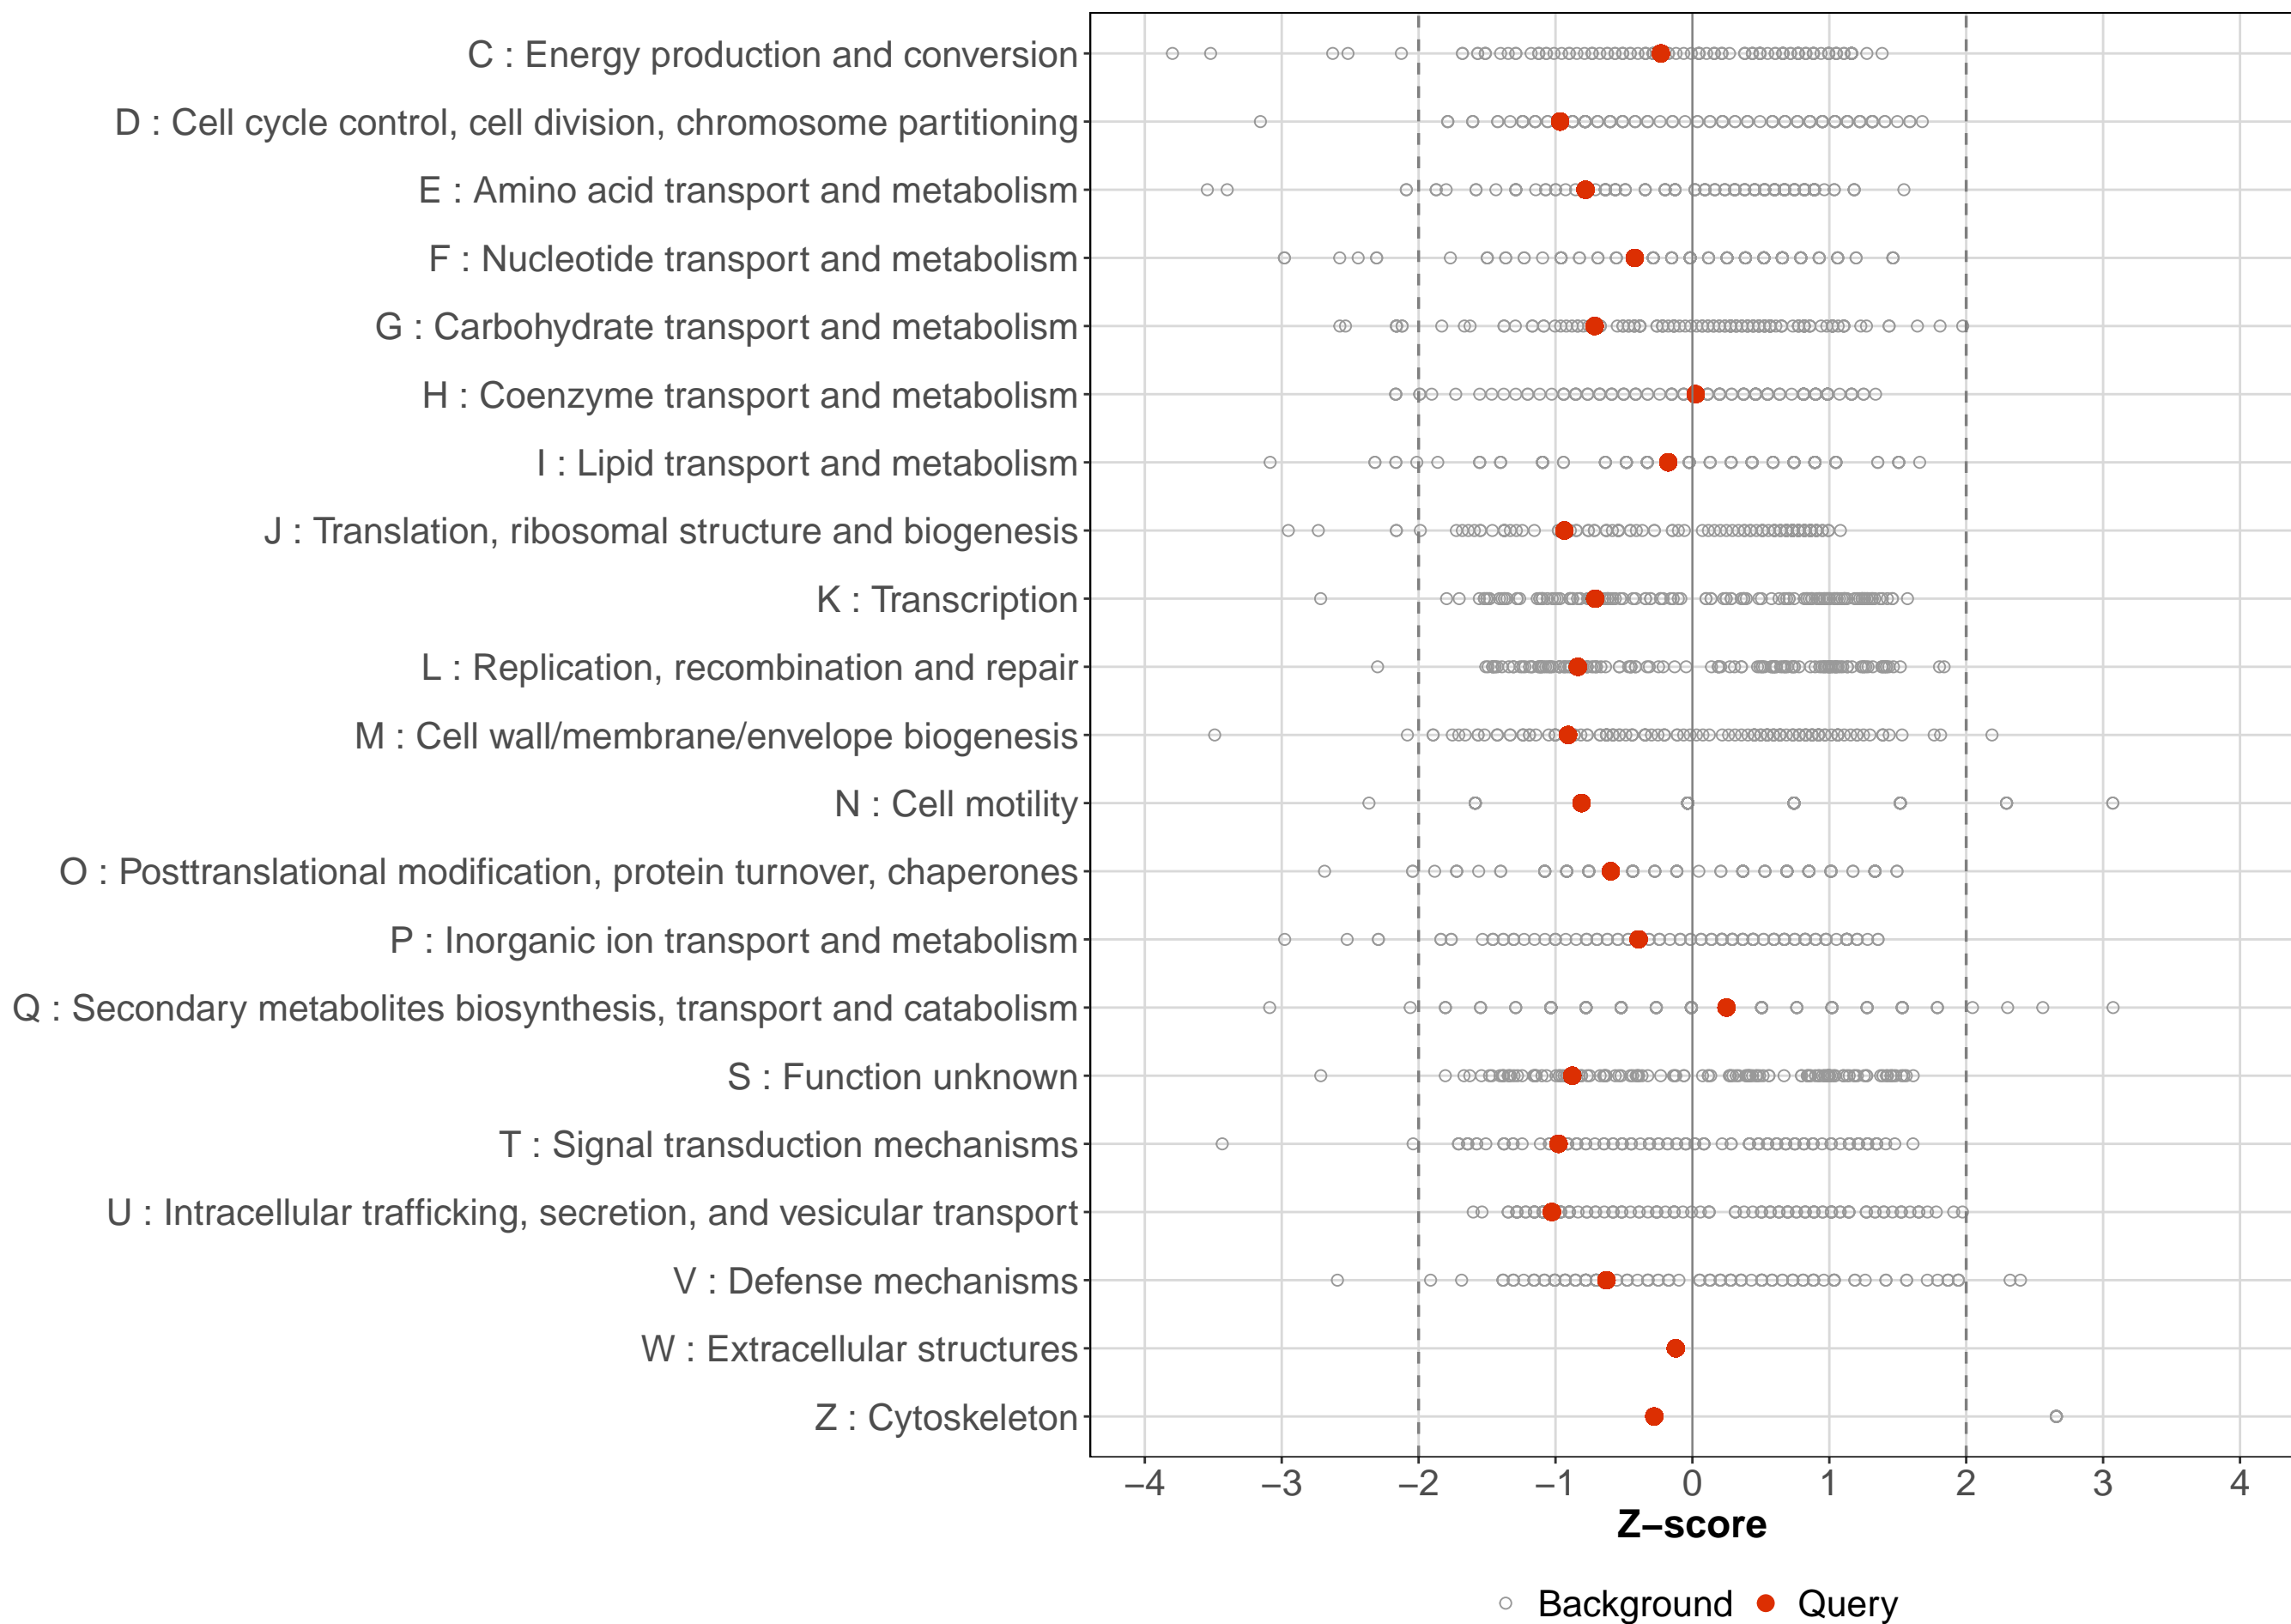 C : Energy production and conversion
D : Cell cycle control, cell division, chromosome partitioning
E : Amino acid transport and metabolism
F : Nucleotide transport and metabolism
G : Carbohydrate transport and metabolism
H : Coenzyme transport and metabolism
I : Lipid transport and metabolism
J : Translation, ribosomal structure and biogenesis
K : Transcription
L : Replication, recombination and repair
M : Cell wall/membrane/envelope biogenesis
N : Cell motility
O : Posttranslational modification, protein turnover, chaperones
P : Inorganic ion transport and metabolism
Q : Secondary metabolites biosynthesis, transport and catabolism
S : Function unknown
T : Signal transduction mechanisms
U : Intracellular trafficking, secretion, and vesicular transport
V : Defense mechanisms
W : Extracellular structures
Z : Cytoskeleton
−4 −3 −2 −1 0 1 2 3 4
Z−score
Background Query